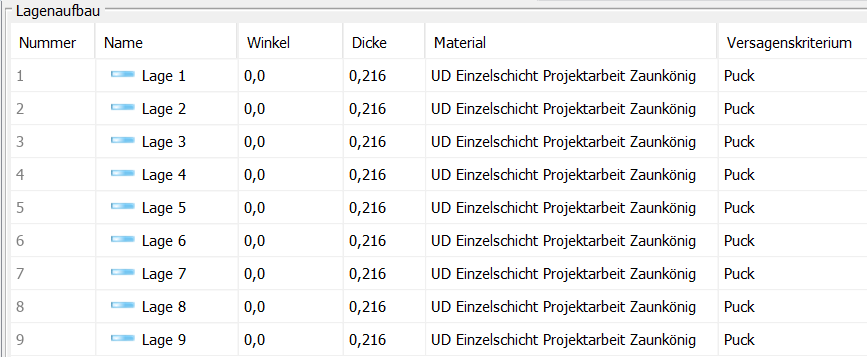 Lagenaufbau
Nummer Name Winkel Dicke Material Versagenskriterium
1 Lage 1 0,0 0,216 UD Einzelschicht Projektarbeit Zaunkönig Puck
2 Lage 2 0,0 0,216 UD Einzelschicht Projektarbeit Zaunkönig Puck
3 Lage 3 0,0 0,216 UD Einzelschicht Projektarbeit Zaunkönig Puck
4 Lage 4 0,0 0,216 UD Einzelschicht Projektarbeit Zaunkönig Puck
5 Lage 5 0,0 0,216 UD Einzelschicht Projektarbeit Zaunkönig Puck
6 Lage 6 0,0 0,216 UD Einzelschicht Projektarbeit Zaunkönig Puck
7 Lage 7 0,0 0,216 UD Einzelschicht Projektarbeit Zaunkönig Puck
8 Lage 8 0,0 0,216 UD Einzelschicht Projektarbeit Zaunkönig Puck
9 Lage 9 0,0 0,216 UD Einzelschicht Projektarbeit Zaunkönig Puck